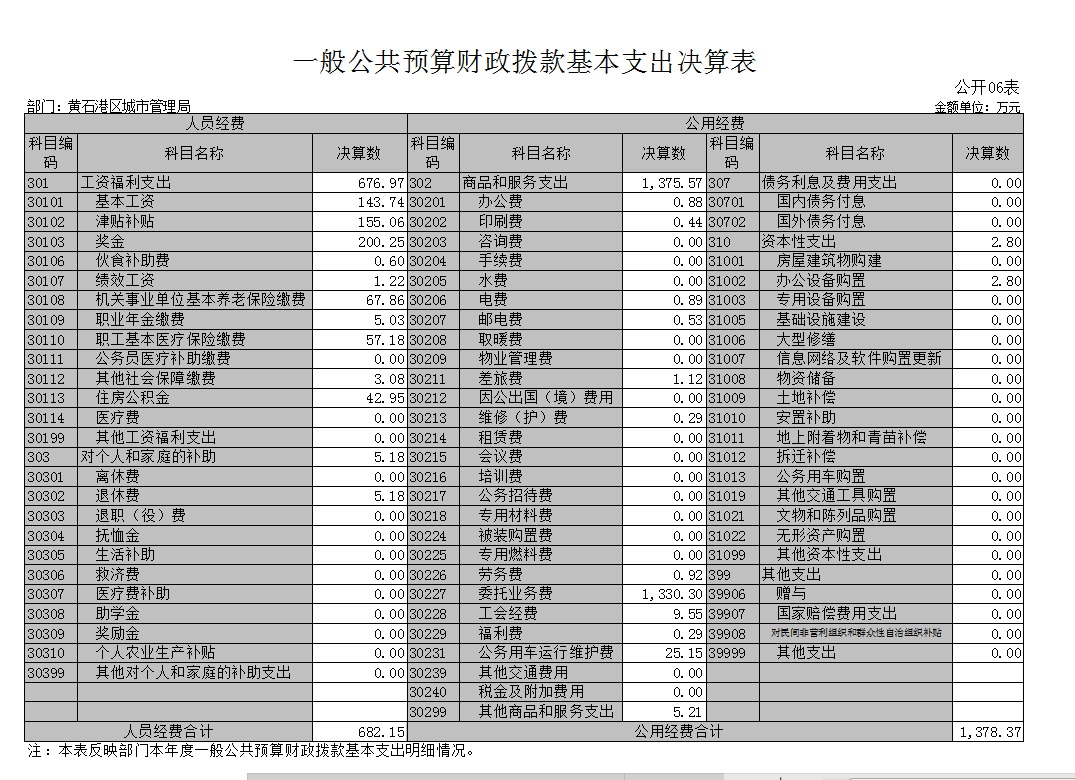 一般公共预算财政拨款基本支出决算表
公开06表
部门：黄石港区城市管理局 金额单位：万元
人员经费 公用经费
科目编码 科目名称 决算数 科目编码 科目名称 决算数 科目编码 科目名称 决算数
301 工资福利支出 676.97 302 商品和服务支出 1,375.57 307 债务利息及费用支出 0.00
30101 基本工资 143.74 30201 办公费 0.88 30701 国内债务付息 0.00
30102 津贴补贴 155.06 30202 印刷费 0.44 30702 国外债务付息 0.00
30103 奖金 200.25 30203 咨询费 0.00 310 资本性支出 2.80
30106 伙食补助费 0.60 30204 手续费 0.00 31001 房屋建筑物购建 0.00
30107 绩效工资 1.22 30205 水费 0.00 31002 办公设备购置 2.80
30108 机关事业单位基本养老保险缴费 67.86 30206 电费 0.89 31003 专用设备购置 0.00
30109 职业年金缴费 5.03 30207 邮电费 0.53 31005 基础设施建设 0.00
30110 职工基本医疗保险缴费 57.18 30208 取暖费 0.00 31006 大型修缮 0.00
30111 公务员医疗补助缴费 0.00 30209 物业管理费 0.00 31007 信息网络及软件购置更新 0.00
30112 其他社会保障缴费 3.08 30211 差旅费 1.12 31008 物资储备 0.00
30113 住房公积金 42.95 30212 因公出国（境）费用 0.00 31009 土地补偿 0.00
30114 医疗费 0.00 30213 维修（护）费 0.29 31010 安置补助 0.00
30199 其他工资福利支出 0.00 30214 租赁费 0.00 31011 地上附着物和青苗补偿 0.00
303 对个人和家庭的补助 5.18 30215 会议费 0.00 31012 拆迁补偿 0.00
30301 离休费 0.00 30216 培训费 0.00 31013 公务用车购置 0.00
30302 退休费 5.18 30217 公务招待费 0.00 31019 其他交通工具购置 0.00
30303 退职（役）费 0.00 30218 专用材料费 0.00 31021 文物和陈列品购置 0.00
30304 抚恤金 0.00 30224 被装购置费 0.00 31022 无形资产购置 0.00
30305 生活补助 0.00 30225 专用燃料费 0.00 31099 其他资本性支出 0.00
30306 救济费 0.00 30226 劳务费 0.92 399 其他支出 0.00
30307 医疗费补助 0.00 30227 委托业务费 1,330.30 39906 赠与 0.00
30308 助学金 0.00 30228 工会经费 9.55 39907 国家赔偿费用支出 0.00
30309 奖励金 0.00 30229 福利费 0.29 39908 对民间非营利组织和群众性自治组织补贴 0.00
30310 个人农业生产补贴 0.00 30231 公务用车运行维护费 25.15 39999 其他支出 0.00
30399 其他对个人和家庭的补助支出 0.00 30239 其他交通费用 0.00
30240 税金及附加费用 0.00
30299 其他商品和服务支出 5.21
人员经费合计 682.15 公用经费合计 1,378.37
注：本表反映部门本年度一般公共预算财政拨款基本支出明细情况。